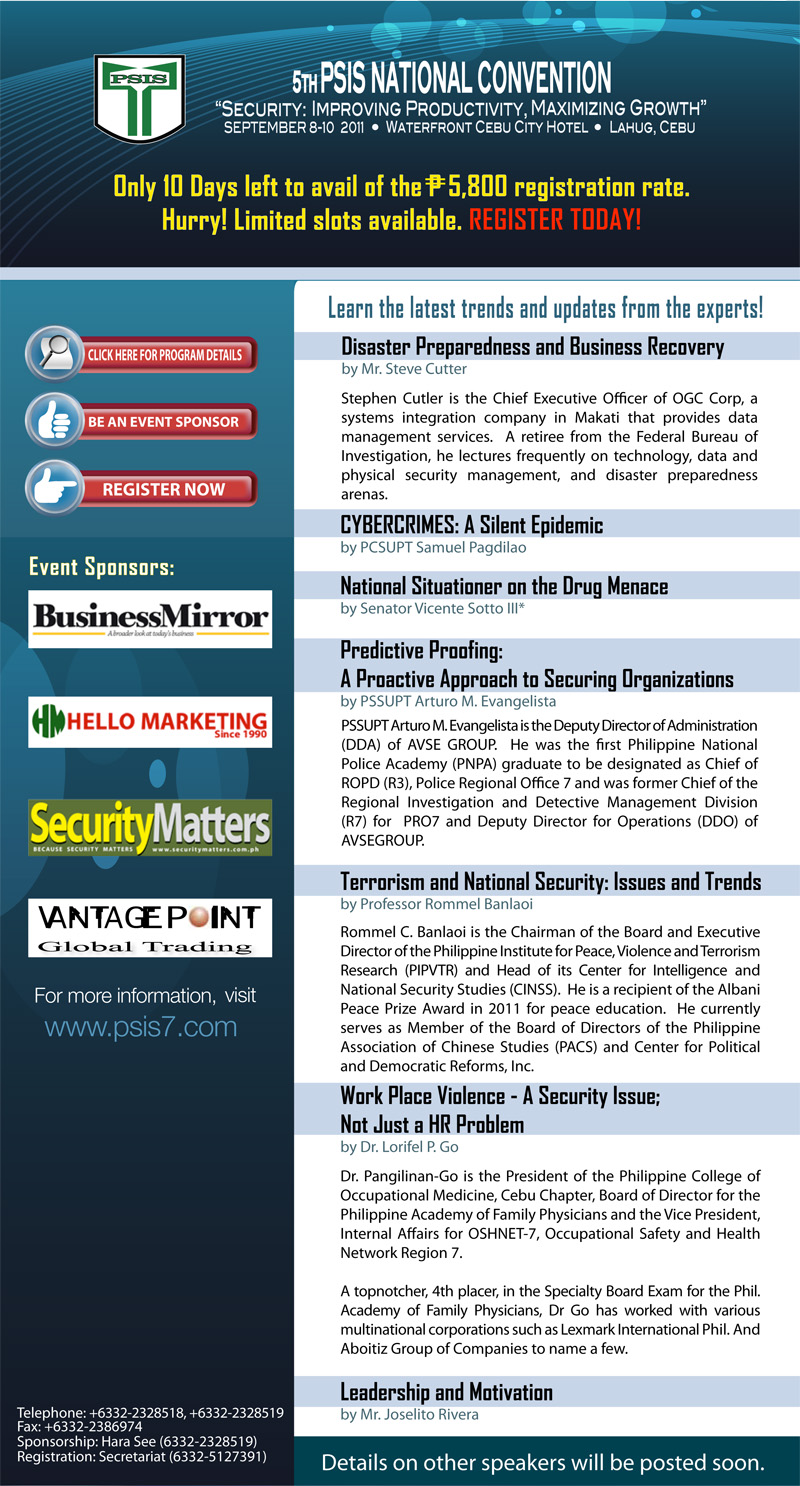 PSIS
5TH PSIS NATIONAL CONVENTION
"SECURITY: IMPROVING PRODUCTIVITY, MAXIMIZING GROWTH"
SEPTEMBER 8-10 2011 • WATERFRONT CEBU CITY HOTEL • LAHUG, CEBU
Only 10 Days left to avail of the ₱5,800 registration rate.
Hurry! Limited slots available. REGISTER TODAY!
CLICK HERE FOR PROGRAM DETAILS
BE AN EVENT SPONSOR
REGISTER NOW
Event Sponsors:
BusinessMirror
A broader look at today's business
HM HELLO MARKETING
Since 1990
SecurityMatters
BECAUSE SECURITY MATTERS www.securitymatters.com.ph
VANTAGEPOINT
Global Trading
For more information, visit
www.psis7.com
Telephone: +6332-2328518, +6332-2328519
Fax: +6332-2386974
Sponsorship: Hara See (6332-2328519)
Registration: Secretariat (6332-5127391)
Learn the latest trends and updates from the experts!
Disaster Preparedness and Business Recovery
by Mr. Steve Cutter
Stephen Cutler is the Chief Executive Officer of OGC Corp, a
systems integration company in Makati that provides data
management services. A retiree from the Federal Bureau of
Investigation, he lectures frequently on technology, data and
physical security management, and disaster preparedness
arenas.
CYBERCRIMES: A Silent Epidemic
by PCSUPT Samuel Pagdilao
National Situationer on the Drug Menace
by Senator Vicente Sotto III*
Predictive Proofing:
A Proactive Approach to Securing Organizations
by PSSUPT Arturo M. Evangelista
PSSUPT Arturo M. Evangelista is the Deputy Director of Administration
(DDA) of AVSE GROUP. He was the first Philippine National
Police Academy (PNPA) graduate to be designated as Chief of
ROPD (R3), Police Regional Office 7 and was former Chief of the
Regional Investigation and Detective Management Division
(R7) for PRO7 and Deputy Director for Operations (DDO) of
AVSEGROUP.
Terrorism and National Security: Issues and Trends
by Professor Rommel Banlaoi
Rommel C. Banlaoi is the Chairman of the Board and Executive
Director of the Philippine Institute for Peace, Violence and Terrorism
Research (PIPVTR) and Head of its Center for Intelligence and
National Security Studies (CINSS). He is a recipient of the Albani
Peace Prize Award in 2011 for peace education. He currently
serves as Member of the Board of Directors of the Philippine
Association of Chinese Studies (PACS) and Center for Political
and Democratic Reforms, Inc.
Work Place Violence - A Security Issue;
Not Just a HR Problem
by Dr. Lorifel P. Go
Dr. Pangilinan-Go is the President of the Philippine College of
Occupational Medicine, Cebu Chapter, Board of Director for the
Philippine Academy of Family Physicians and the Vice President,
Internal Affairs for OSHNET-7, Occupational Safety and Health
Network Region 7.
A topnotcher, 4th placer, in the Specialty Board Exam for the Phil.
Academy of Family Physicians, Dr Go has worked with various
multinational corporations such as Lexmark International Phil. And
Aboitiz Group of Companies to name a few.
Leadership and Motivation
by Mr. Joselito Rivera
Details on other speakers will be posted soon.